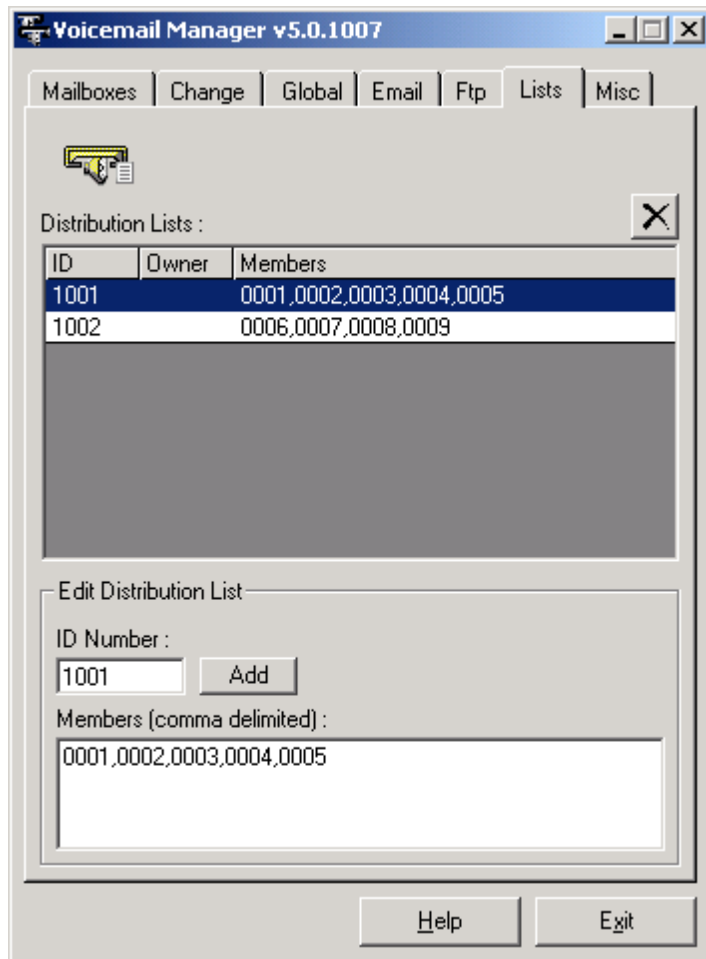 Voicemail Manager v5.0.1007
Mailboxes Change Global Email Ftp Lists Misc
Distribution Lists :
ID Owner Members
1001 0001,0002,0003,0004,0005
1002 0006,0007,0008,0009
Edit Distribution List
ID Number :
1001 Add
Members (comma delimited) :
0001,0002,0003,0004,0005
Help Exit